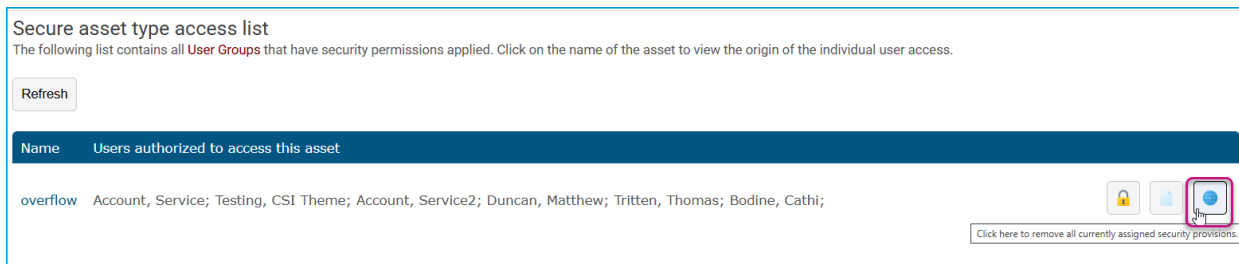 Secure asset type access list
The following list contains all User Groups that have security permissions applied. Click on the name of the asset to view the origin of the individual user access.
Refresh
Name Users authorized to access this asset
overflow Account, Service; Testing, CSI Theme; Account, Service2; Duncan, Matthew; Tritten, Thomas; Bodine, Cathi;
Click here to remove all currently assigned security provisions.